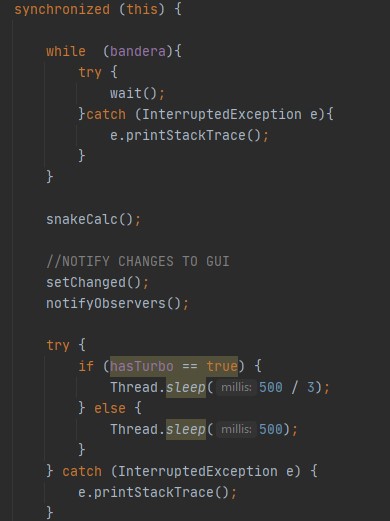 synchronized (this) {
while  (bandera){
try {
wait();
}catch (InterruptedException e){
e.printStackTrace();
}
}
snakeCalc();
//NOTIFY CHANGES TO GUI
setChanged();
notifyObservers();
try {
if (hasTurbo == true) {
Thread.sleep( millis: 500 / 3);
} else {
Thread.sleep( millis: 500);
}
} catch (InterruptedException e) {
e.printStackTrace();
}